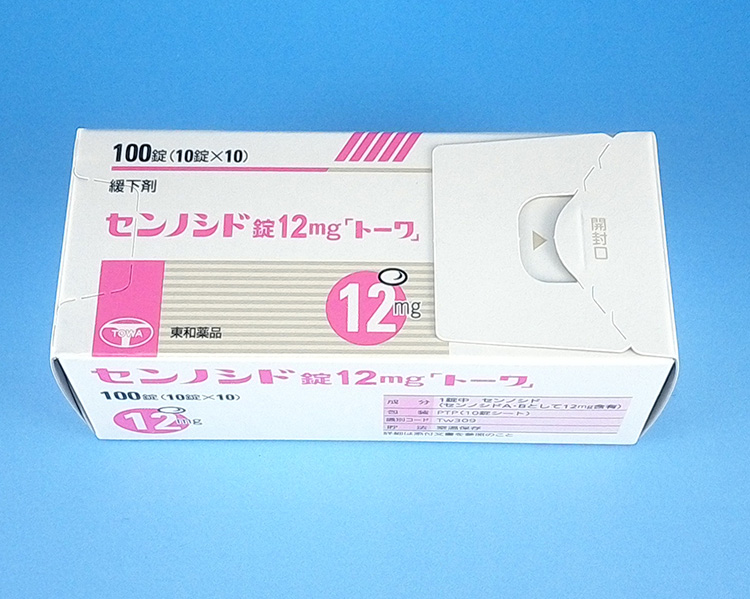 100錠(10錠×10)
緩下剤
センノシド錠12mg「トーワ」
12mg
TOWA
東和薬品
開封口
センノシド錠12mg「トーワ」
100錠(10錠×10)
12mg
成分 1錠中 センノシド
(センノシドA・Bとして12mg含有)
包装 PTP(10錠シート)
識別コード Tw309
貯法 室温保存
詳細は添付文書を参照のこと